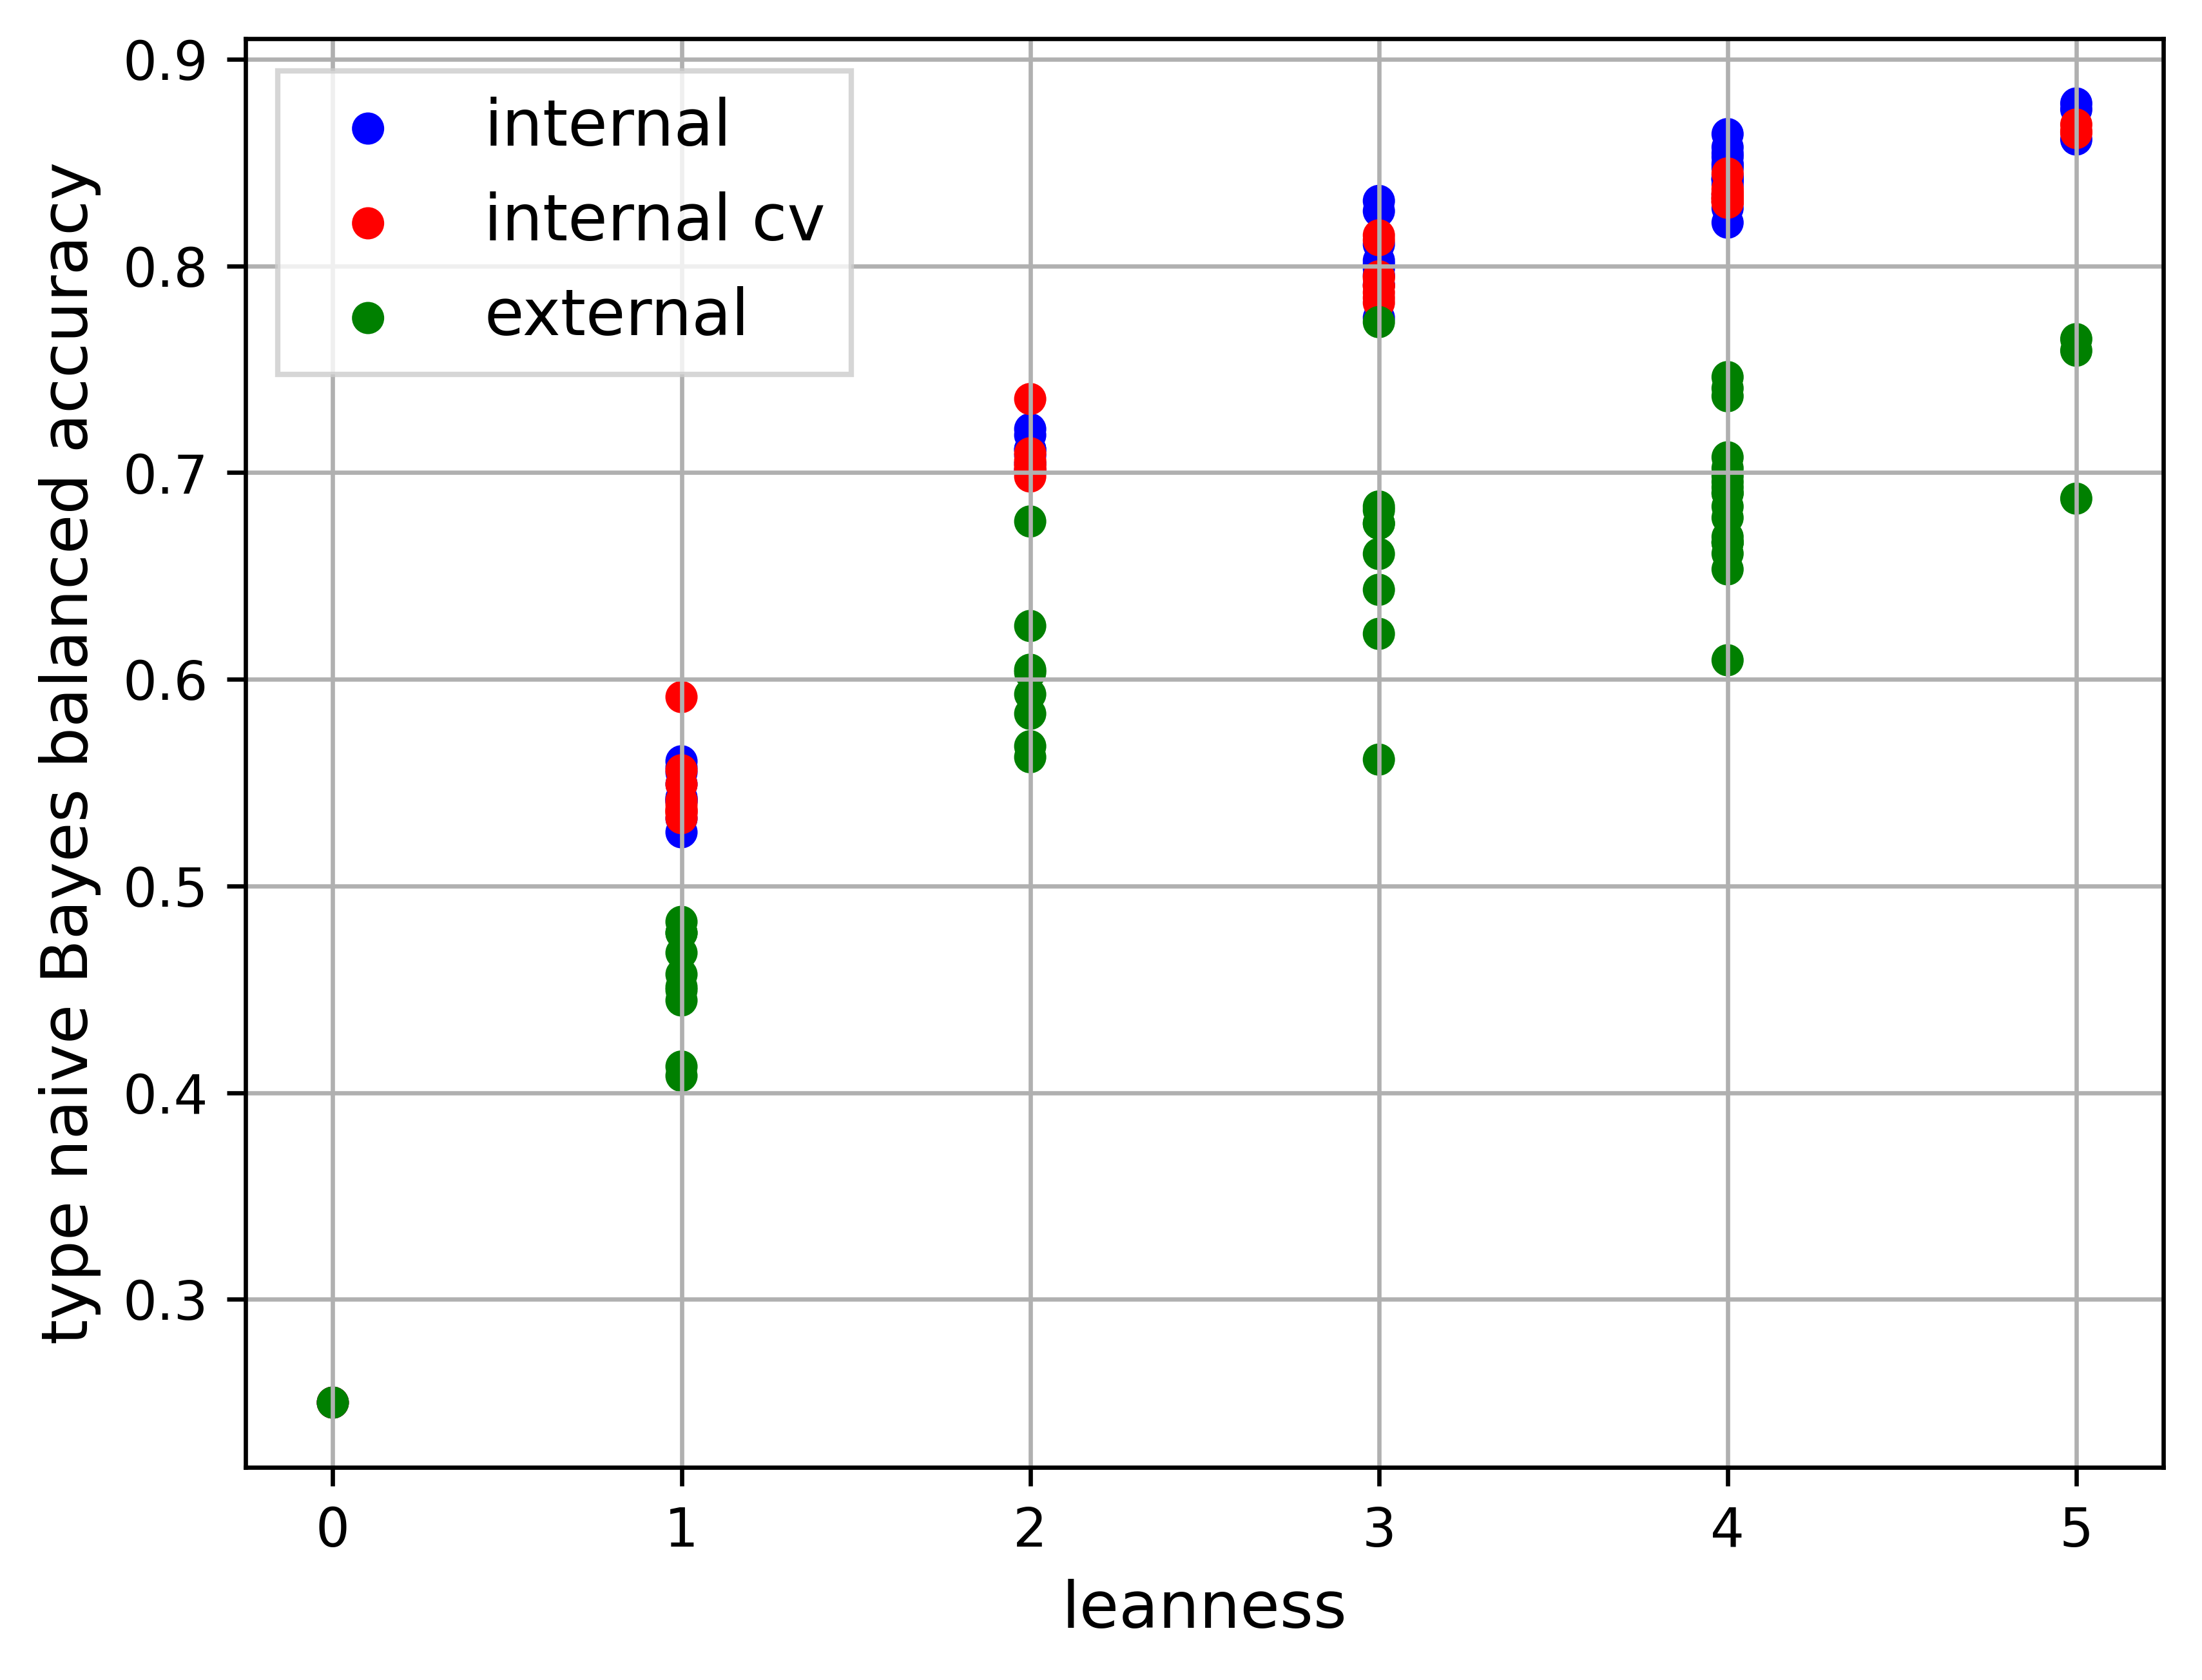 type naive Bayes balanced accuracy
0.9
0.8
0.7
0.6
0.5
0.4
0.3
internal
internal cv
external
0 1 2 3 4 5
leanness